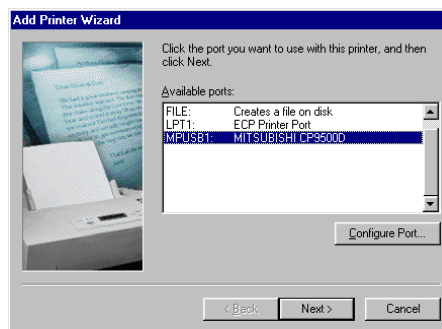 Add Printer Wizard
Click the port you want to use with this printer, and then
click Next.
Available ports:
FILE: Creates a file on disk
LPT1: ECP Printer Port
MPUSB1: MITSUBISHI CP9500D
Configure Port...
< Back
Next >
Cancel